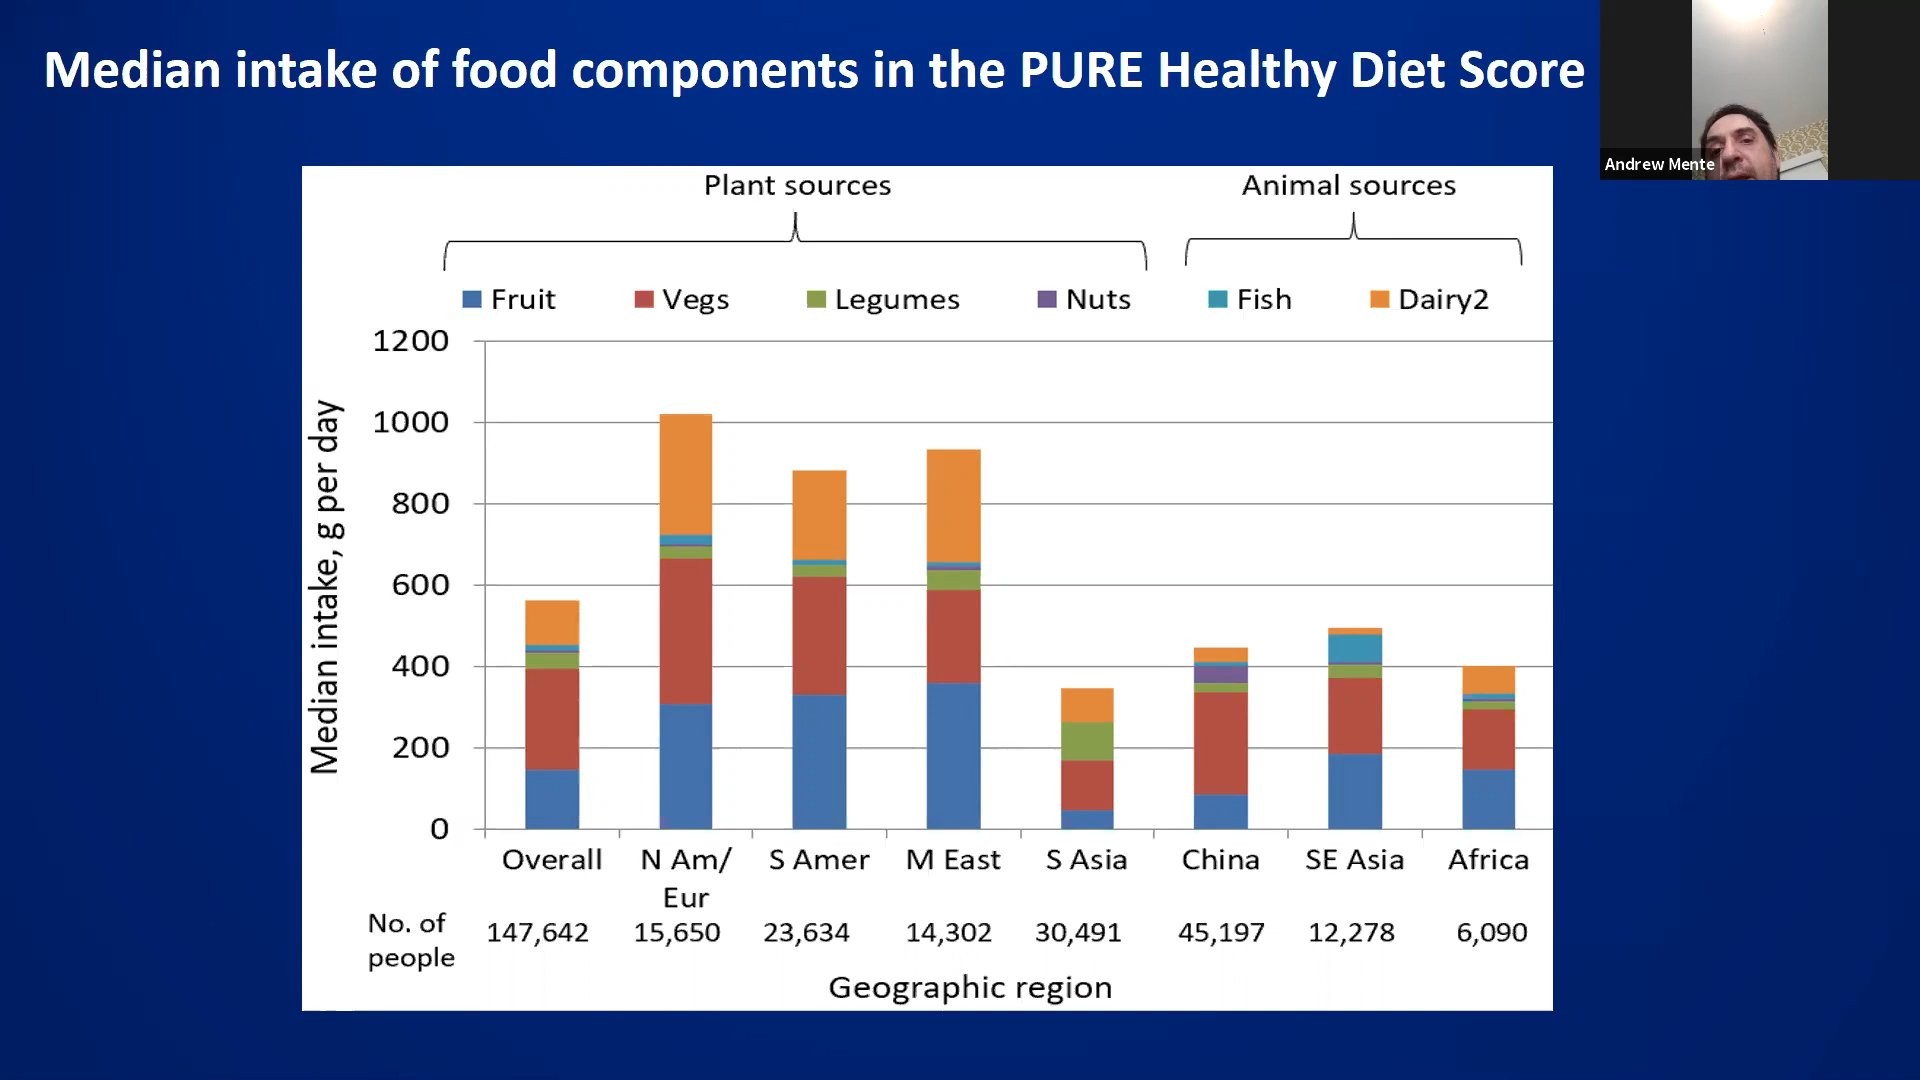 Median intake of food components in the PURE Healthy Diet Score
Andrew Mente
Plant sources
Animal sources
Fruit
Vegs
Legumes
Nuts
Fish
Dairy2
Median intake, g per day
1200
1000
800
600
400
200
0
Overall
N Am/
Eur
S Amer
M East
S Asia
China
SE Asia
Africa
No. of
people
147,642
15,650
23,634
14,302
30,491
45,197
12,278
6,090
Geographic region